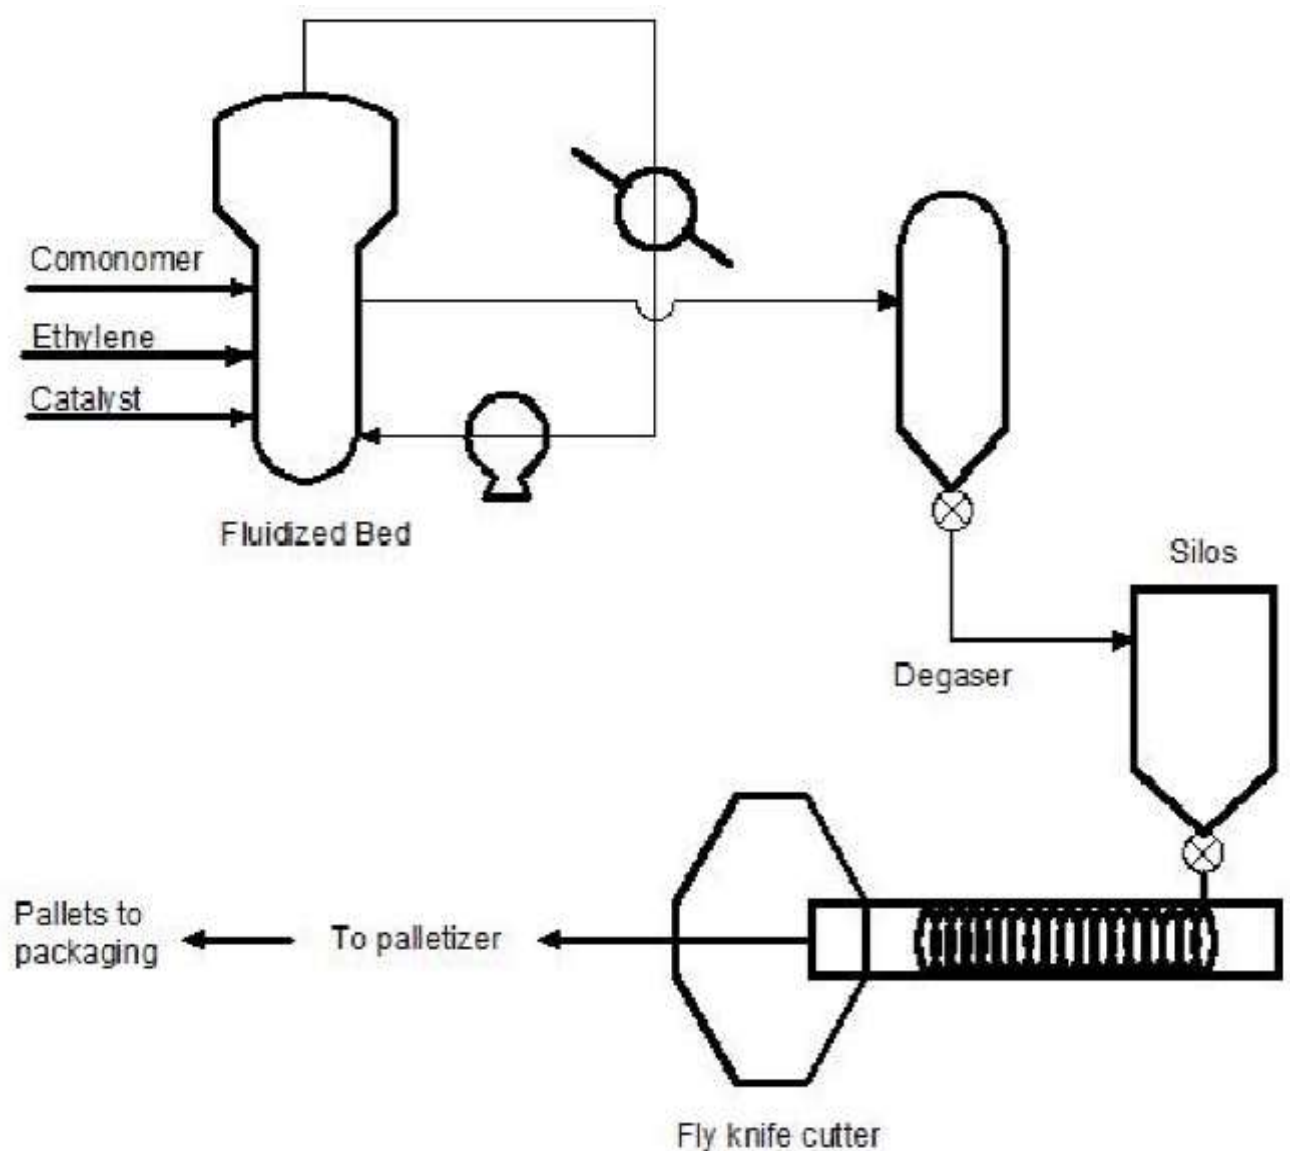 Comonomer
Ethylene
Catalyst
Fluidized Bed
Silos
Degaser
Pallets to
packaging
To palletizer
Fly knife cutter